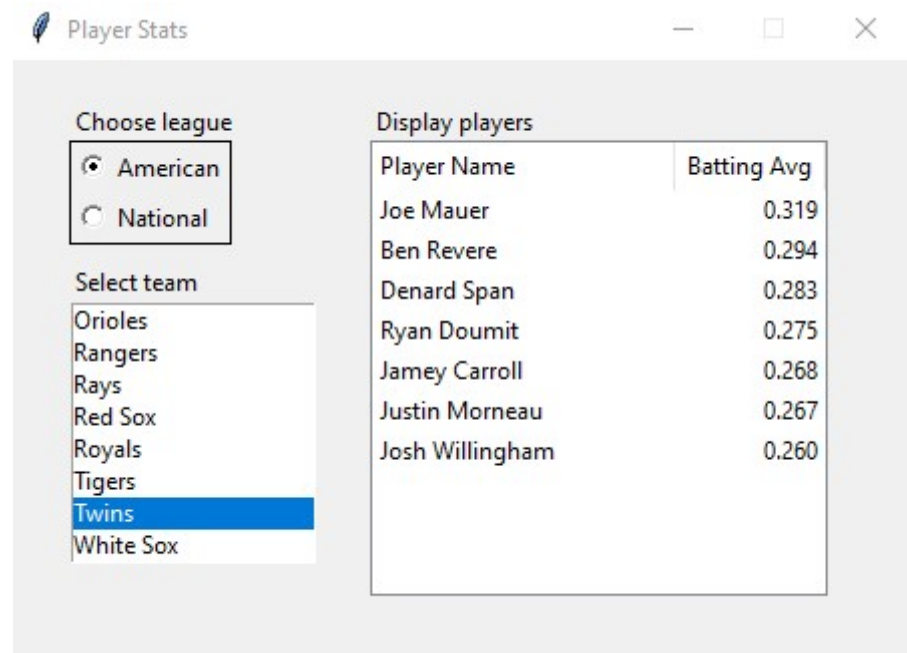 Player Stats
Choose league
American
National
Select team
Orioles
Rangers
Rays
Red Sox
Royals
Tigers
Twins
White Sox
Display players
Player Name Batting Avg
Joe Mauer 0.319
Ben Revere 0.294
Denard Span 0.283
Ryan Doumit 0.275
Jamey Carroll 0.268
Justin Morneau 0.267
Josh Willingham 0.260